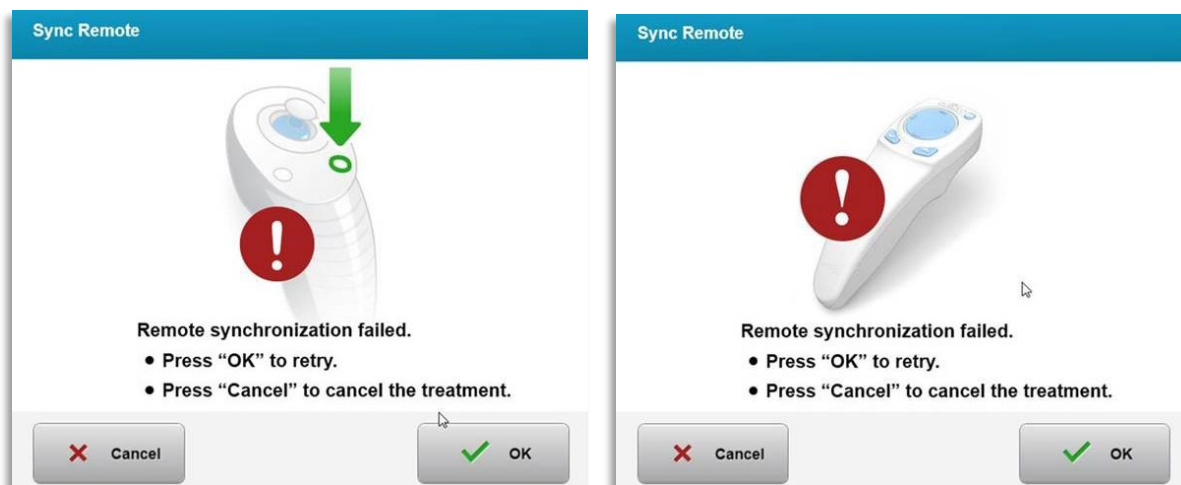 Sync Remote
Remote synchronization failed.
• Press “OK” to retry.
• Press “Cancel” to cancel the treatment.
Cancel
OK
Sync Remote
Remote synchronization failed.
• Press “OK” to retry.
• Press “Cancel” to cancel the treatment.
Cancel
OK